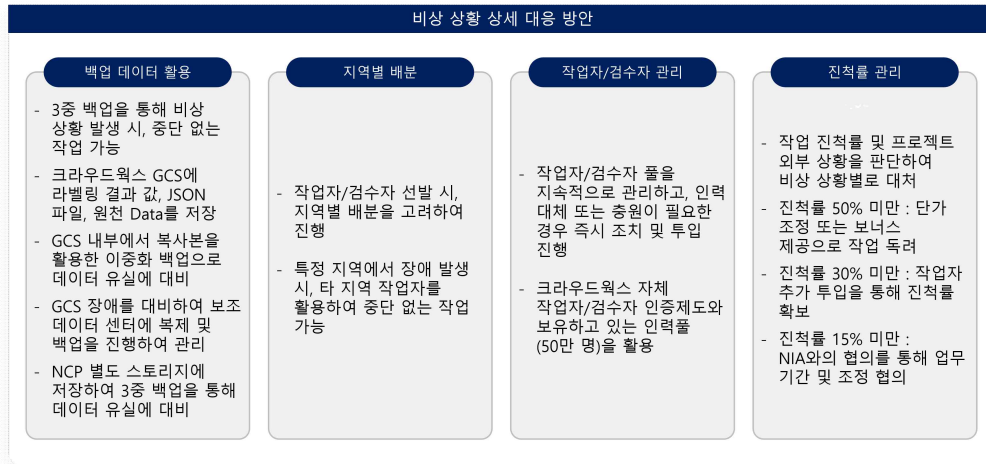 비상 상황 상세 대응 방안
백업 데이터 활용
- 3중 백업을 통해 비상
상황 발생 시, 중단 없는
작업 가능
- 크라우드웍스 GCS에
라벨링 결과 값, JSON
파일, 원천 Data를 저장
- GCS 내부에서 복사본을
활용한 이중화 백업으로
데이터 유실에 대비
- GCS 장애를 대비하여 보조
데이터 센터에 복제 및
백업을 진행하여 관리
- NCP 별도 스토리지에
저장하여 3중 백업을 통해
데이터 유실에 대비
지역별 배분
- 작업자/검수자 선발 시,
지역별 배분을 고려하여
진행
- 특정 지역에서 장애 발생
시, 타 지역 작업자를
활용하여 중단 없는 작업
가능
작업자/검수자 관리
- 작업자/검수자 풀을
지속적으로 관리하고, 인력
대체 또는 충원이 필요한
경우 즉시 조치 및 투입
진행
- 크라우드웍스 자체
작업자/검수자 인증제도와
보유하고 있는 인력풀
(50만 명)을 활용
진척률 관리
- 작업 진척률 및 프로젝트
외부 상황을 판단하여
비상 상황별로 대처
- 진척률 50% 미만 : 단가
조정 또는 보너스
제공으로 작업 독려
- 진척률 30% 미만 : 작업자
추가 투입을 통해 진척률
확보
- 진척률 15% 미만 :
NIA와의 협의를 통해 업무
기간 및 조정 협의